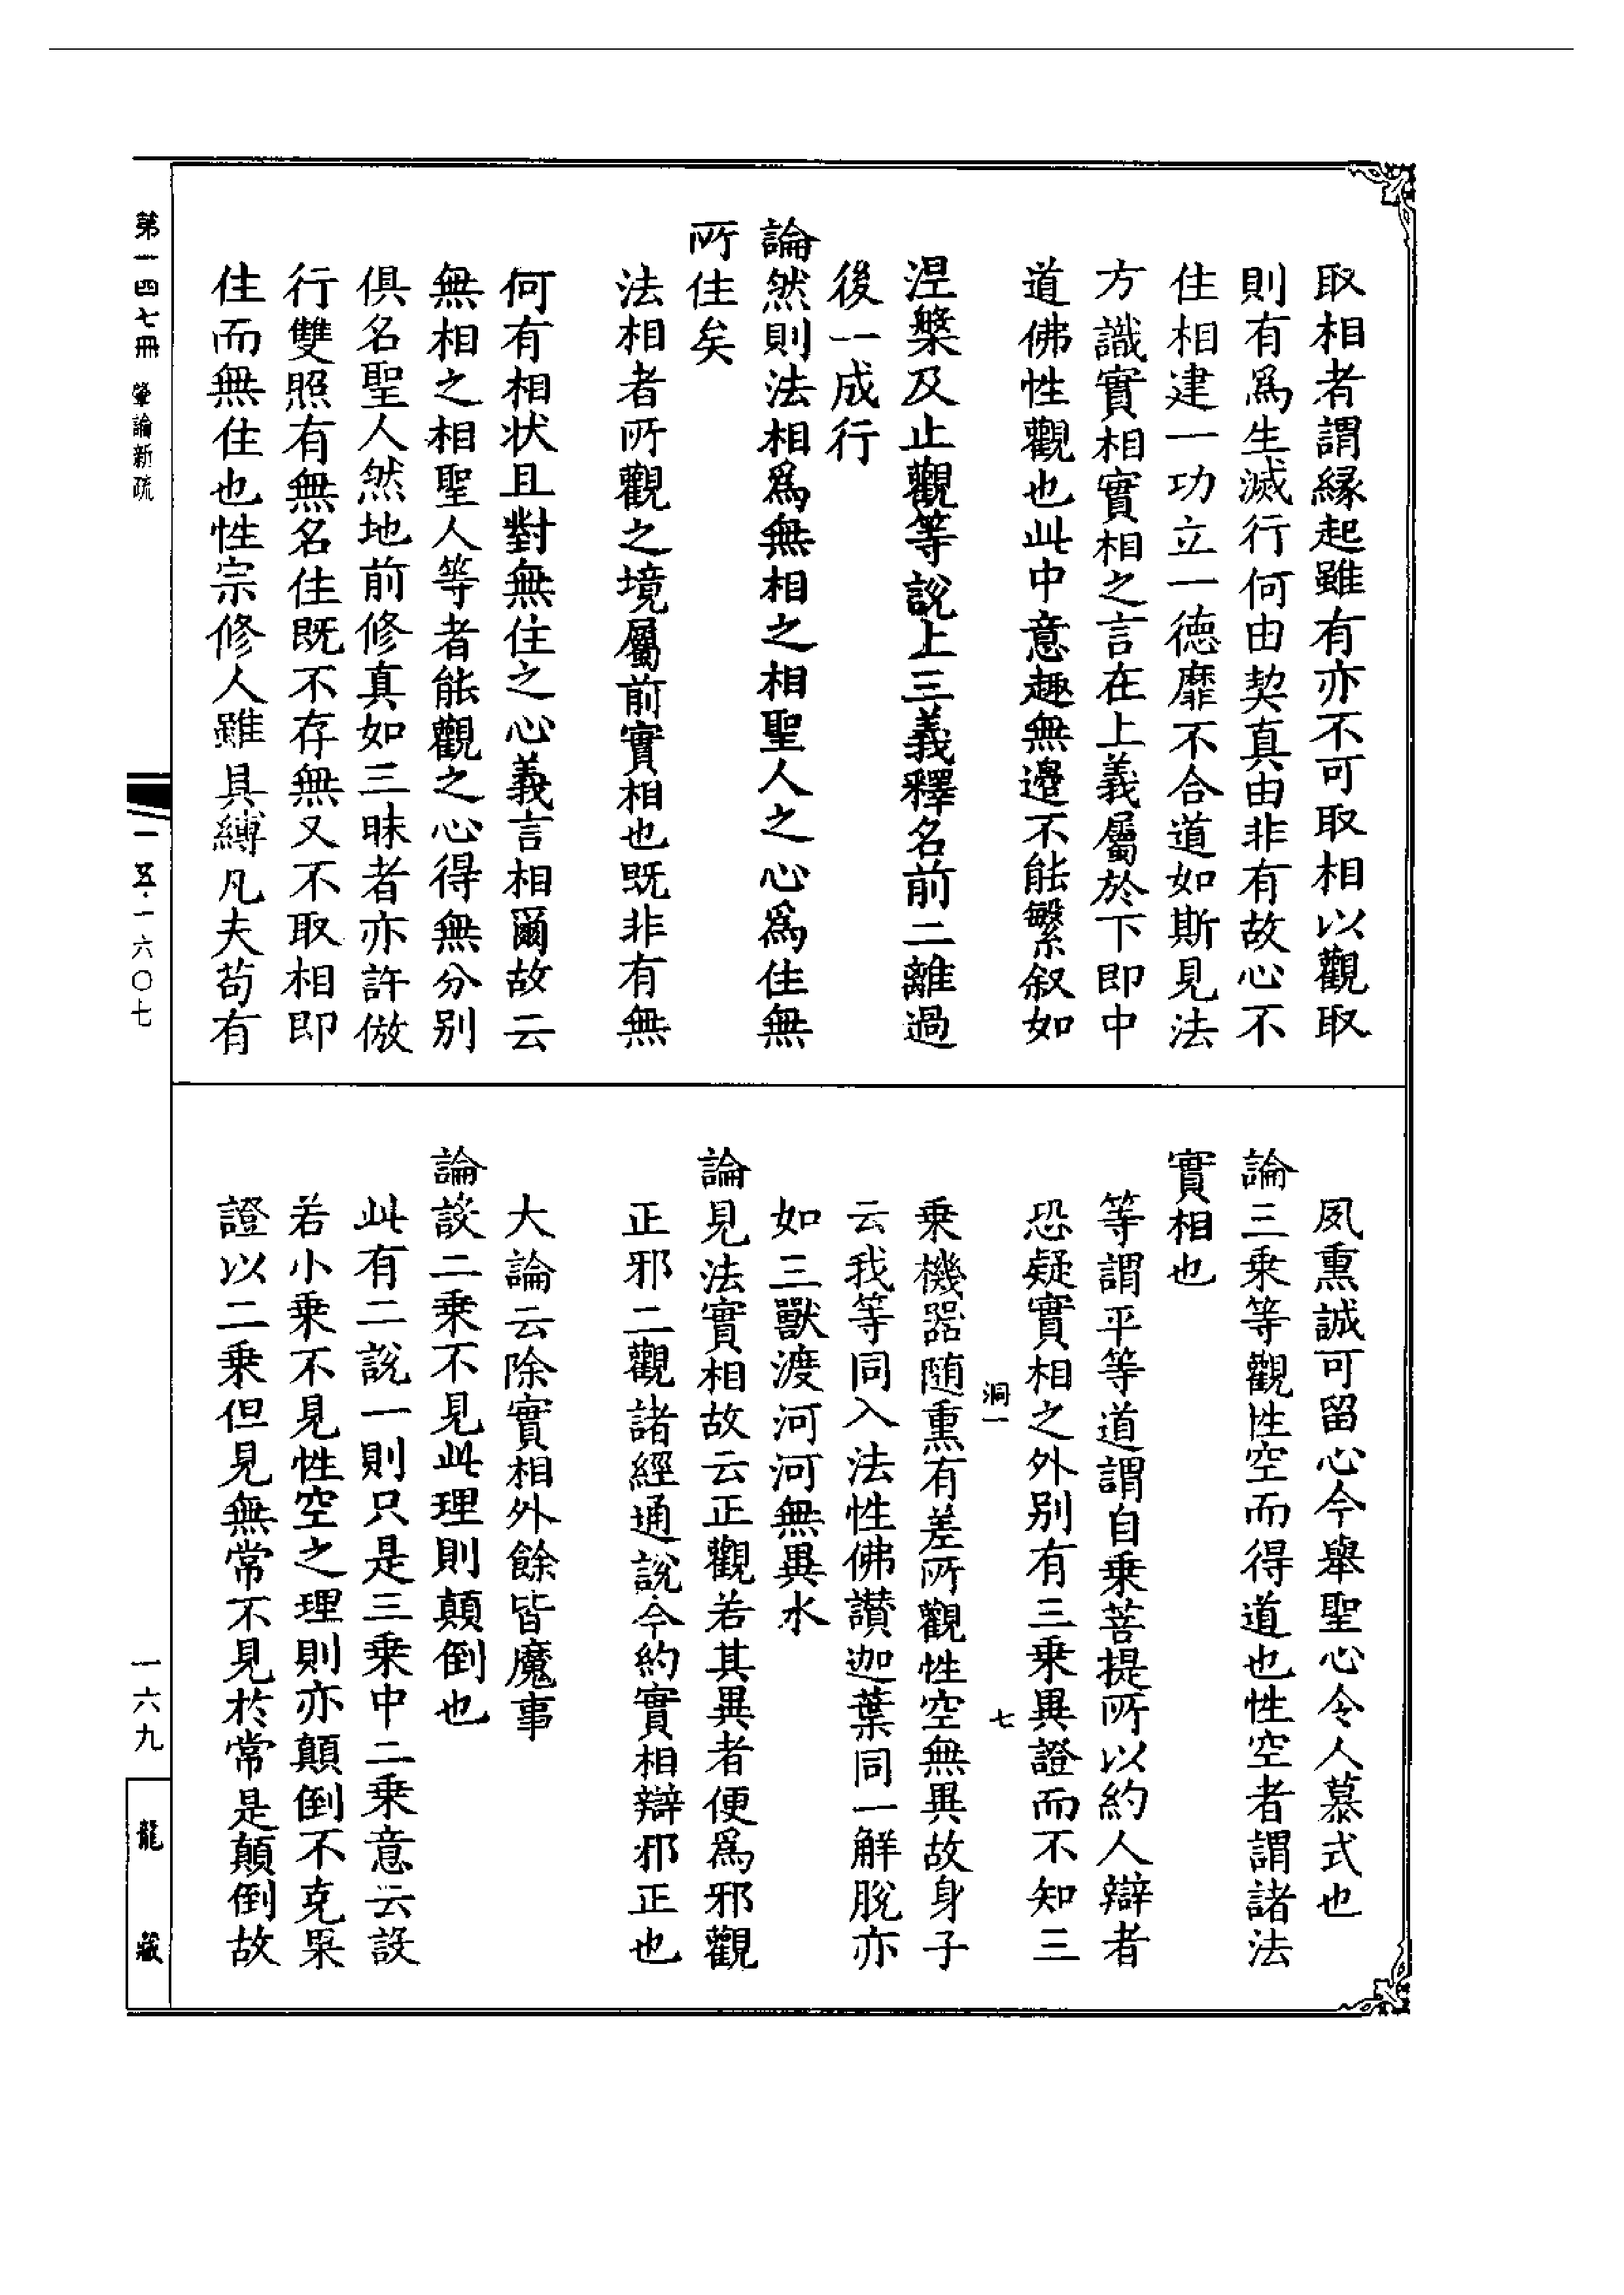 取相者謂緣起雖有亦不可取相以觀取
則有爲生滅行何由契真由非有故心不
住相建一功立一德靡不合道如斯見法
方識實相實相之言在上義屬於下即中
道佛性觀也此中意趣無邊不能繁叙如
涅槃及止觀等說上三義釋名前二離過
後一成行
論然則法相爲無相之相聖人之心爲住無
所住矣
法相者所觀之境屬前實相也既非有無
何有相狀且對無住之心義言相爾故云
無相之相聖人等者能觀之心得無分別
俱名聖人然地前修真如三昧者亦許倣
行雙照有無名住既不存無又不取相即
住而無住也性宗修人雖具縛凡夫苟有
夙熏誠可留心今舉聖心令人慕式也
論三乘等觀性空而得道也性空者謂諸法
實相也
等謂平等道謂自乘菩提所以約人辯者
恐疑實相之外別有三乘異證而不知三
洞一
七
乘機器随熏有差所觀性空無異故身子
云我等同入法性佛讚迦葉同一解脫亦
如三獸渡河河無異水
論見法實相故云正觀若其異者便爲邪觀
正邪二觀諸經通說今約實相辯邪正也
大論云除實相外餘皆魔事
論設二乘不見此理則顛倒也
此有二說一則只是三乘中二乘意云設
若小乘不見性空之理則亦顛倒不克果
證以二乘但見無常不見於常是顛倒故
第一四七冊 肇論新疏
一五·一六〇七
一六九
龍藏